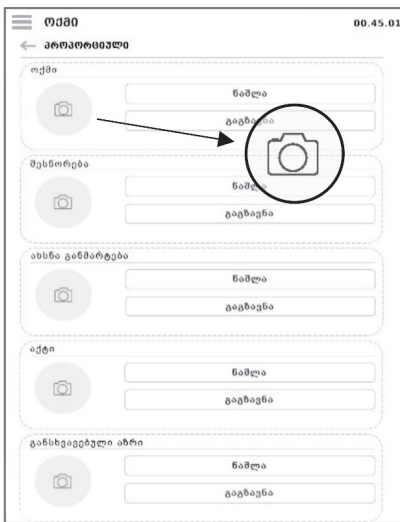 ოქმი 00.45.01
პროპორციული
ოქმი
წაშლა
გაგზავნა
შესწორება
წაშლა
გაგზავნა
ახსნა განმარტება
წაშლა
გაგზავნა
აქტი
წაშლა
გაგზავნა
განსხვავებული აზრი
წაშლა
გაგზავნა